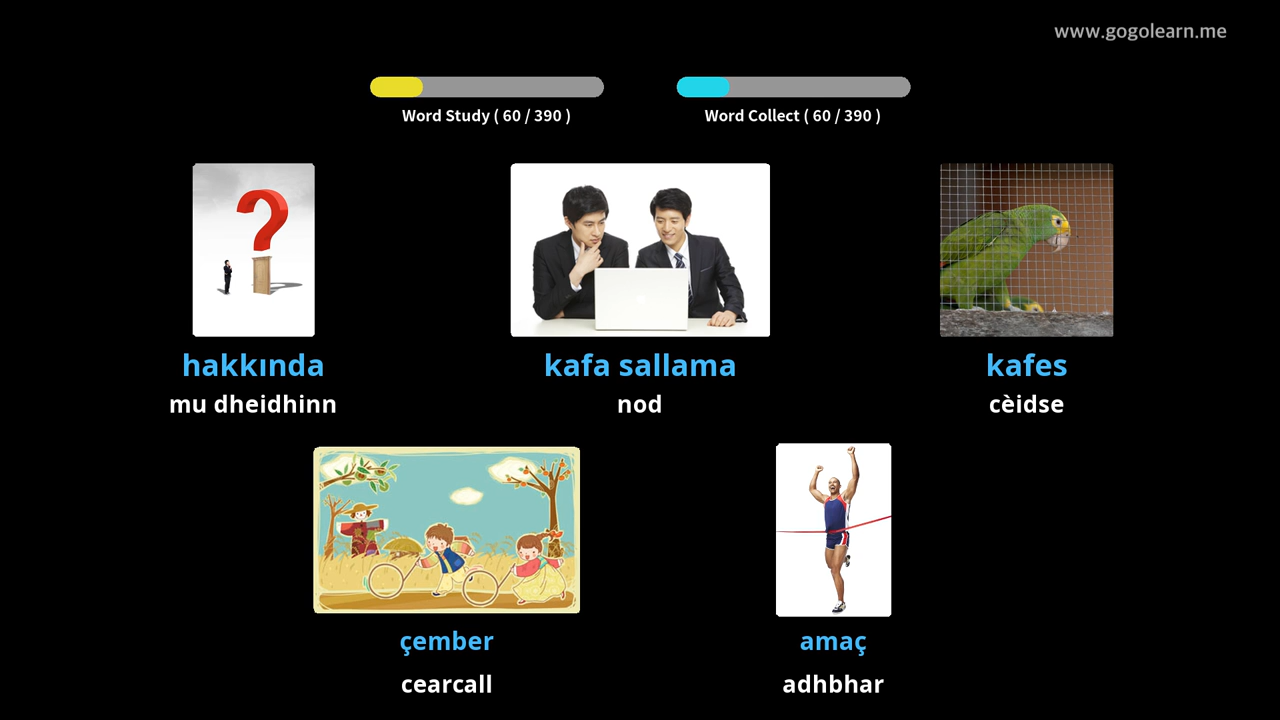 www.gogolearn.me
Word Study ( 60 / 390 )
Word Collect ( 60 / 390 )
hakkında
mu dheidhinn
kafa sallama
nod
kafes
cèidse
çember
cearcall
amaç
adhbhar